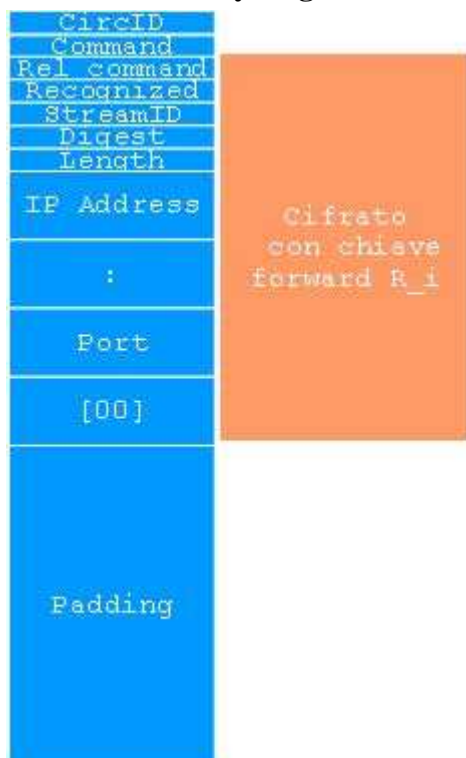 CircID
Command
Rel command
Recognized
StreamID
Digest
Length
IP Address
:
Port
[00]
Padding
Cifrato
con chiave
forward R_i